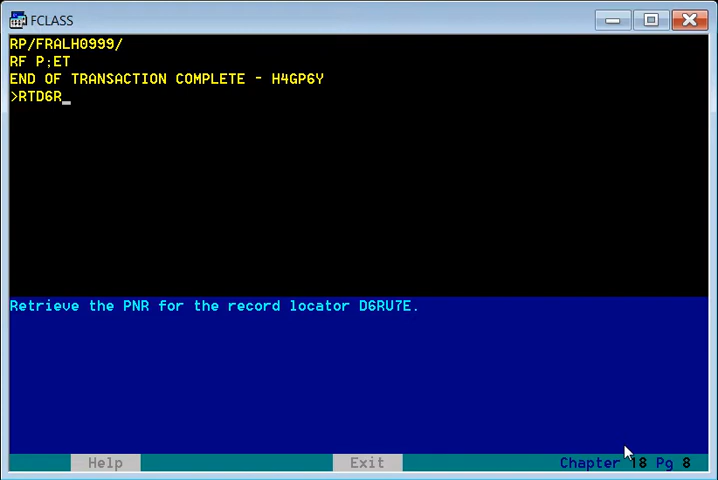 FCLASS
RP/FRALH0999/
RF P;ET
END OF TRANSACTION COMPLETE - H4GP6Y
>RTD6R_
Retrieve the PNR for the record locator D6RU7E.
Help Exit Chapter 18 Pg 8